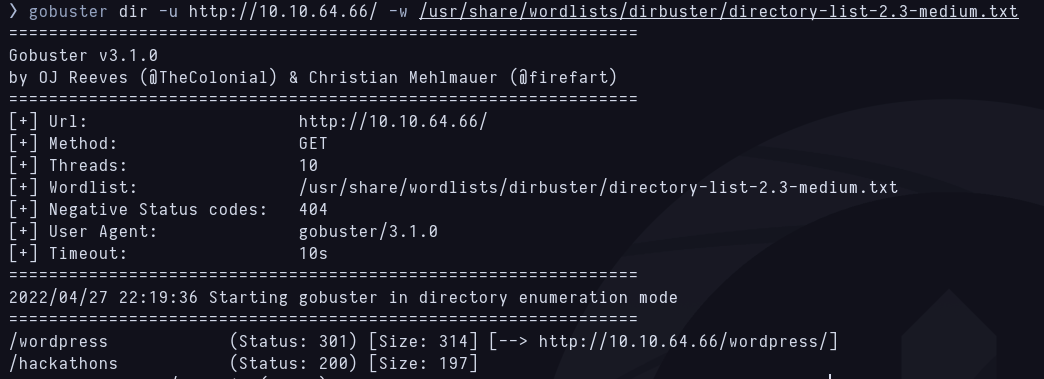 ❯ gobuster dir -u http://10.10.64.66/ -w /usr/share/wordlists/dirbuster/directory-list-2.3-medium.txt
===============================================================
Gobuster v3.1.0
by OJ Reeves (@TheColonial) & Christian Mehlmauer (@firefart)
===============================================================
[+] Url:                     http://10.10.64.66/
[+] Method:                  GET
[+] Threads:                 10
[+] Wordlist:                /usr/share/wordlists/dirbuster/directory-list-2.3-medium.txt
[+] Negative Status codes:   404
[+] User Agent:              gobuster/3.1.0
[+] Timeout:                 10s
===============================================================
2022/04/27 22:19:36 Starting gobuster in directory enumeration mode
===============================================================
/wordpress            (Status: 301) [Size: 314] [--> http://10.10.64.66/wordpress/]
/hackathons           (Status: 200) [Size: 197]